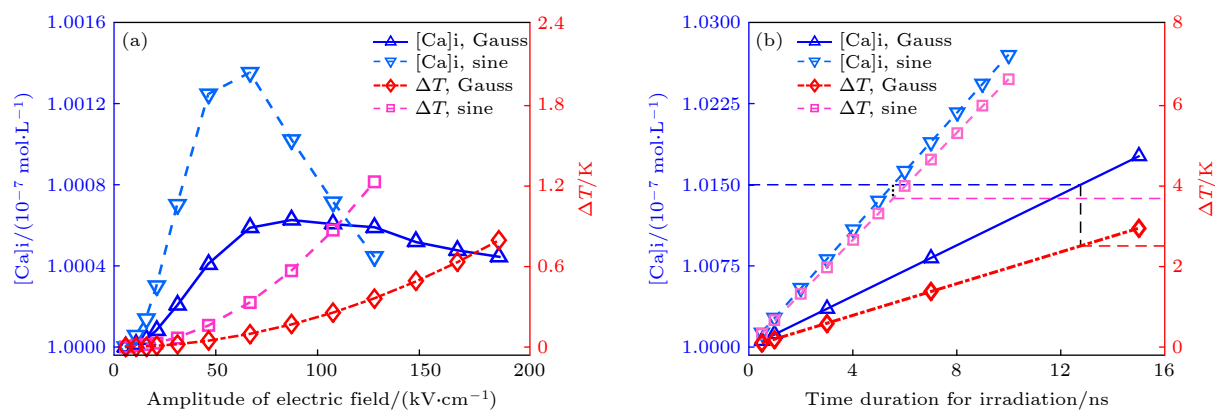 (a)
[Ca]i, Gauss
[Ca]i, sine
ΔT, Gauss
ΔT, sine
[Ca]i/(10⁻⁷ mol·L⁻¹)
1.0016
1.0012
1.0008
1.0004
1.0000
2.4
1.8
1.2
0.6
0
ΔT/K
0 50 100 150 200
Amplitude of electric field/(kV·cm⁻¹)
(b)
[Ca]i, Gauss
[Ca]i, sine
ΔT, Gauss
ΔT, sine
[Ca]i/(10⁻⁷ mol·L⁻¹)
1.0300
1.0225
1.0150
1.0075
1.0000
8
6
4
2
0
ΔT/K
0 4 8 12 16
Time duration for irradiation/ns